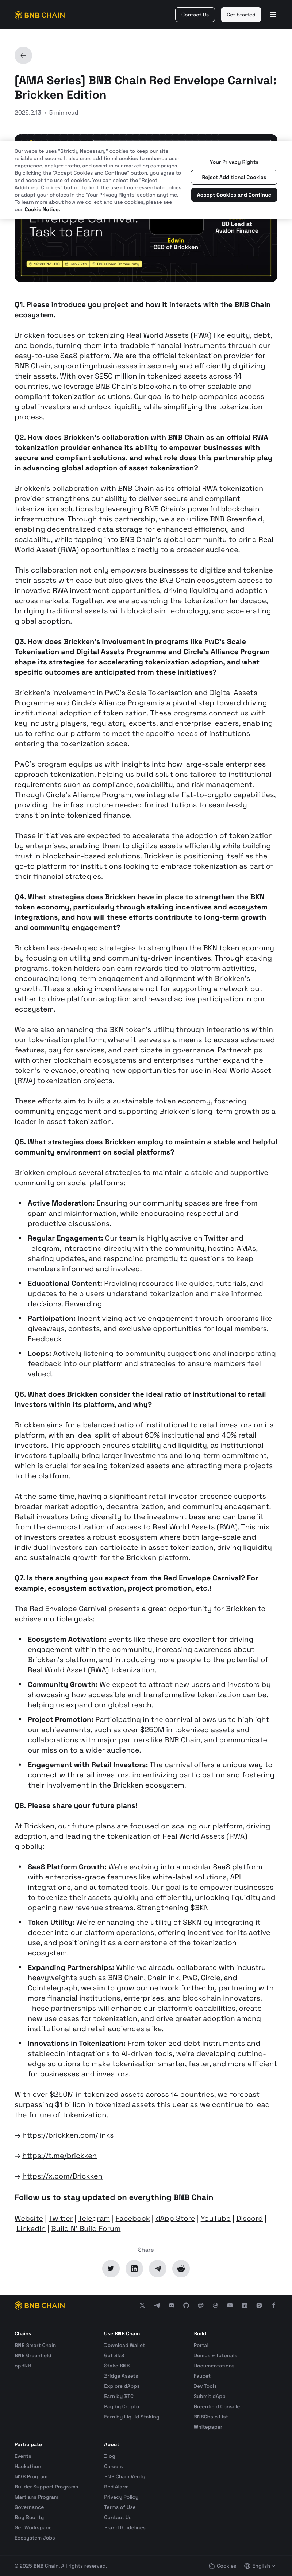 BNB CHAIN
Contact Us
Get Started
[AMA Series] BNB Chain Red Envelope Carnival:
Brickken Edition
2025.2.13 • 5 min read
Our website uses "Strictly Necessary" cookies to keep our site
reliable and secure. It also uses additional cookies to enhance user
experience, analyze traffic, and assist in our marketing campaigns.
By clicking the "Accept Cookies and Continue" button, you agree to
the use of all cookies on our website. You can select the "Reject
Additional Cookies" button to limit the use of non-essential cookies
or adapt your choices in the 'Your Privacy Rights' section anytime.
To learn more about how we collect and use cookies, please see
our Cookie Notice.
Your Privacy Rights
Reject Additional Cookies
Accept Cookies and Continue
Envelope Carnival:
Task to Earn
Edwin
CEO of Bricken
BD Lead at
Avalon Finance
12:00 PM UTC
Jan 27th
BNB Chain Community
Q1. Please introduce you project and how it interacts with the BNB Chain
ecosystem.
Brickken focuses on tokenizing Real World Assets (RWA) like equity, debt,
and bonds, turning them into tradable financial instruments through our
easy-to-use SaaS platform. We are the official tokenization provider for
BNB Chain, supportingnbusinesses in securely and efficiently digitizing
their assets. With over $250 million in tokenized assets across 14
countries, we leverage BNB Chain's blockchain to offer scalable and
compliant tokenization solutions. Our goal is to help companies access
global investors and unlock liquidity while simplifying the tokenization
process.
Q2. How does Brickken's collaboration with BNB Chain as an official RWA
tokenization provider enhance its ability to empower businesses with
secure and compliant solutions, and what role does this partnership play
in advancing global adoption of asset tokenization?
Brickken's collaboration with BNB Chain as its official RWA tokenization
provider strengthens our ability to deliver secure and compliant
tokenization solutions by leveraging BNB Chain's powerful blockchain
infrastructure. Through this partnership, we also utilize BNB Greenfield,
enabling decentralized data storage for enhanced security and
scalability, while tapping into BNB Chain's global community to bring Real
World Asset (RWA) opportunities directly to a broader audience.
This collaboration not only empowers businesses to digitize and tokenize
their assets with ease but also gives the BNB Chain ecosystem access to
innovative RWA investment opportunities, driving liquidity and adoption
across markets. Together, we are advancing the tokenization landscape,
bridging traditional assets with blockchain technology, and accelerating
global adoption.
Q3. How does Brickken's involvement in programs like PwC's Scale
Tokenisation and Digital Assets Programme and Circle's Alliance Program
shape its strategies for accelerating tokenization adoption, and what
specific outcomes are anticipated from these initiatives?
Brickken's involvement in PwC's Scale Tokenisation and Digital Assets
Programme and Circle's Alliance Program is a pivotal step toward driving
institutional adoption of tokenization. These programs connect us with
key industry players, regulatory experts, and enterprise clients, enabling
us to refine our platform to meet the specific needs of institutions
exploring the tokenization space.
PwC's program equips us with insights into how large-scale enterprises
approach tokenization, helping us build solutions tailored to institutional
requirements such as compliance, scalability, and risk management.
Through Circle's Alliance Program, we integrate fiat-to-crypto capabilities,
providing the infrastructure needed for institutions to seamlessly
transition into tokenized finance.
These initiatives are expected to accelerate the adoption of tokenization
by enterprises, enabling them to digitize assets efficiently while building
trust in blockchain-based solutions. Brickken is positioning itself as the
go-to platform for institutions looking to embrace tokenization as part of
their financial strategies.
Q4. What strategies does Bricken have in place to strengthen the BKN
token economy, particularly through staking incentives and ecosystem
integration, and how will these efforts contribute to long-term growth
and community engagement?
Brickken has developed strategies to strengthen the BKN token economy
by focusing on utility and community-driven incentives. Through staking
programs, token holders can earn rewards tied to platform activities,
encouraging long-term engagement and alignment with Brickken's
growth. These staking incentives are not based on fixed percentages but
rather designed to drive platform adoption and reward active participation in our
ecosystem.
We are also enhancing the BKN token's utility through integration within
our tokenization platform, where it serves as a means to access advanced
features, pay for services, and participate in governance. Partnerships
with other protocols and ecosystem integrations further enhance the
token's relevance, creating new opportunities for use in Real World Asset
(RWA) tokenization projects.
These efforts aim to build a sustainable token economy, fostering
community engagement and supporting Brickken's long-term growth as a
leader in asset tokenization.
Q5. What strategies does Brickken employ to maintain a stable and helpful
community environment on social platforms?
Brickken employs several strategies to maintain a stable and supportive
community on social platforms:
• Active Moderation: Ensuring our community spaces are free from
spam and misinformation, while encouraging respectful and
productive discussions.
• Regular Engagement: Our team is highly active on Twitter and
Telegram, interacting directly with the community, hosting AMAs,
sharing updates, and responding promptly to questions to keep
members informed and involved.
• Educational Content: Providing resources like guides, tutorials, and
updates to help users understand tokenization and make informed
decisions. Rewarding
• Participation: Incentivizing active engagement through programs like
giveaways, contests, and exclusive opportunities for loyal members.
Feedback
• Loops: Actively listening to community suggestions and incorporating
feedback into our platform and strategies so the members feel
valued.
Q6. What does Brickken consider the ideal ratio of institutional to retail
investors within its platform, and why?
Brickken aims for a balanced ratio of institutional to retail investors on its
platform, with an ideal split of about 60% institutional and 40% retail
investors. This approach ensures scalability and liquidity, as institutional
investors typically bring larger investments and long-term commitment,
which is crucial for scaling tokenized assets and attracting more projects
to the platform.
At the same time, having a significant retail investor presence supports
broader market adoption, decentralization, and community engagement.
Retail investors bring diversity to the investment base and can benefit
from the democratization of access to Real World Assets (RWA). This mix
of investors creates a robust ecosystem where both large-scale and
individual investors can participate in asset tokenization, driving liquidity
and sustainable growth for the Brickken platform.
Q7. Is there anything you expect from the Red Envelope Carnival? For
example, ecosystem activation, project promotion, etc.!
The Red Envelope Carnival presents a great opportunity for Brickken to
achieve multiple goals:
• Ecosystem Activation: Events like these are excellent for driving
engagement within the community, increasing awareness about
Brickken's platform, and introducing more people to the potential of
Real World Asset (RWA) tokenization.
• Community Growth: We expect to attract new users and investors by
showcasing how accessible and transformative tokenization can be,
helping us expand our global reach.
• Project Promotion: Participating in the carnival allows us to highlight
our achievements, such as over $250M in tokenized assets and
collaborations with major partners like BNB Chain, and communicate
our mission to a wider audience.
• Engagement with Retail Investors: The carnival offers a unique way to
connect with retail investors, incentivizing participation and fostering
their involvement in the Brickken ecosystem.
Q8. Please share your future plans!
At Brickken, our future plans are focused on scaling our platform, driving
adoption, and leading the tokenization of Real World Assets (RWA)
globally:
• SaaS Platform Growth: We're evolving into a modular SaaS platform
with enterprise-grade features like white-label solutions, API
integrations, and automated tools. Our goal is to empower businesses
to tokenize their assets quickly and efficiently, unlocking liquidity and
opening new revenue streams. Strengthening $BKN
• Token Utility: We're enhancing the utility of $BKN by integrating it
deeper into our platform operations, offering incentives for its active
use, and positioning it as a cornerstone of the tokenization
ecosystem.
• Expanding Partnerships: While we already collaborate with industry
heavyweights such as BNB Chain, Chainlink, PwC, Circle, and
Cointelegraph, we aim to grow our network further by partnering with
more financial institutions, enterprises, and blockchain innovators.
These partnerships will enhance our platform's capabilities, create
new use cases for tokenization, and drive deeper adoption among
institutional and retail audiences alike.
• Innovations in Tokenization: From tokenized debt instruments and
stablecoin integrations to AI-driven tools, we're developing cutting-
edge solutions to make tokenization smarter, faster, and more efficient
for businesses and investors.
With over $250M in tokenized assets across 14 countries, we forecast
surpassing $1 billion in tokenized assets this year as we continue to lead
the future of tokenization.
→ https://brickken.com/links
→ https://t.me/brickken
→ https://x.com/Brickken
Follow us to stay updated on everything BNB Chain
Website | Twitter | Telegram | Facebook | dApp Store | YouTube | Discord |
LinkedIn | Build N' Build Forum
Share
BNB CHAIN
Chains
BNB Smart Chain
BNB Greenfield
opBNB
Use BNB Chain
Download Wallet
Get BNB
Stake BNB
Bridge Assets
Explore dApps
Earn by BTC
Pay by Crypto
Earn by Liquid Staking
Build
Portal
Demos & Tutorials
Documentations
Faucet
Dev Tools
Submit dApp
Greenfield Console
BNBChain List
Whitepaper
Participate
Events
Hackathon
MVB Program
Builder Support Programs
Martians Program
Governance
Buy Bounty
Get Workspace
Ecosystem Jobs
About
Blog
Careers
BNB Chain Verify
Red Alarm
Privacy Policy
Terms of Use
Contact Us
Brand Guidelines
© 2025 BNB Chain. All rights reserved.
Cookies
English